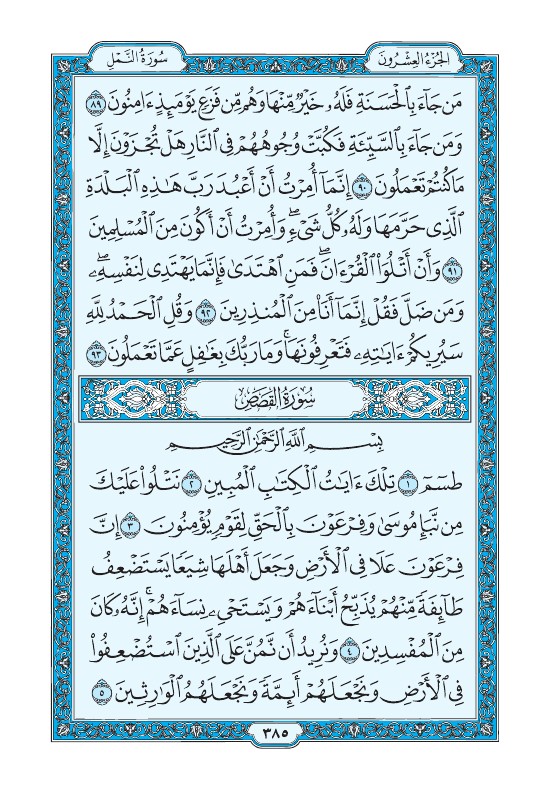 الجُزْءُ العِشْرُونَ
سُورَةُ النَّمْلِ
مَن جَآءَ بِٱلْحَسَنَةِ فَلَهُۥ خَيْرٌ مِّنْهَا وَهُم مِّن فَزَعٍ يَوْمَئِذٍ ءَامِنُونَ ٨٩
وَمَن جَآءَ بِٱلسَّيِّئَةِ فَكُبَّتْ وُجُوهُهُمْ فِى ٱلنَّارِ هَلْ تُجْزَوْنَ إِلَّا
مَا كُنتُمْ تَعْمَلُونَ ٩٠ إِنَّمَآ أُمِرْتُ أَنْ أَعْبُدَ رَبَّ هَـٰذِهِ ٱلْبَلْدَةِ
ٱلَّذِى حَرَّمَهَا وَلَهُۥ كُلُّ شَىْءٍ ۖ وَأُمِرْتُ أَنْ أَكُونَ مِنَ ٱلْمُسْلِمِينَ
٩١ وَأَنْ أَتْلُوَا۟ ٱلْقُرْءَانَ ۖ فَمَنِ ٱهْتَدَىٰ فَإِنَّمَا يَهْتَدِى لِنَفْسِهِۦ ۖ
وَمَن ضَلَّ فَقُلْ إِنَّمَآ أَنَا۠ مِنَ ٱلْمُنذِرِينَ ٩٢ وَقُلِ ٱلْحَمْدُ لِلَّهِ
سَيُرِيكُمْ ءَايَـٰتِهِۦ فَتَعْرِفُونَهَا ۚ وَمَا رَبُّكَ بِغَـٰفِلٍ عَمَّا تَعْمَلُونَ ٩٣
سُورَةُ القَصَصِ
بِسْمِ ٱللَّهِ ٱلرَّحْمَـٰنِ ٱلرَّحِيمِ
طسٓمٓ ١ تِلْكَ ءَايَـٰتُ ٱلْكِتَـٰبِ ٱلْمُبِينِ ٢ نَتْلُوا۟ عَلَيْكَ
مِن نَّبَإِ مُوسَىٰ وَفِرْعَوْنَ بِٱلْحَقِّ لِقَوْمٍ يُؤْمِنُونَ ٣ إِنَّ
فِرْعَوْنَ عَلَا فِى ٱلْأَرْضِ وَجَعَلَ أَهْلَهَا شِيَعًا يَسْتَضْعِفُ
طَآئِفَةً مِّنْهُمْ يُذَبِّحُ أَبْنَآءَهُمْ وَيَسْتَحْىِۦ نِسَآءَهُمْ ۚ إِنَّهُۥ كَانَ
مِنَ ٱلْمُفْسِدِينَ ٤ وَنُرِيدُ أَن نَّمُنَّ عَلَى ٱلَّذِينَ ٱسْتُضْعِفُوا۟
فِى ٱلْأَرْضِ وَنَجْعَلَهُمْ أَئِمَّةً وَنَجْعَلَهُمُ ٱلْوَٰرِثِينَ ٥
٣٨٥